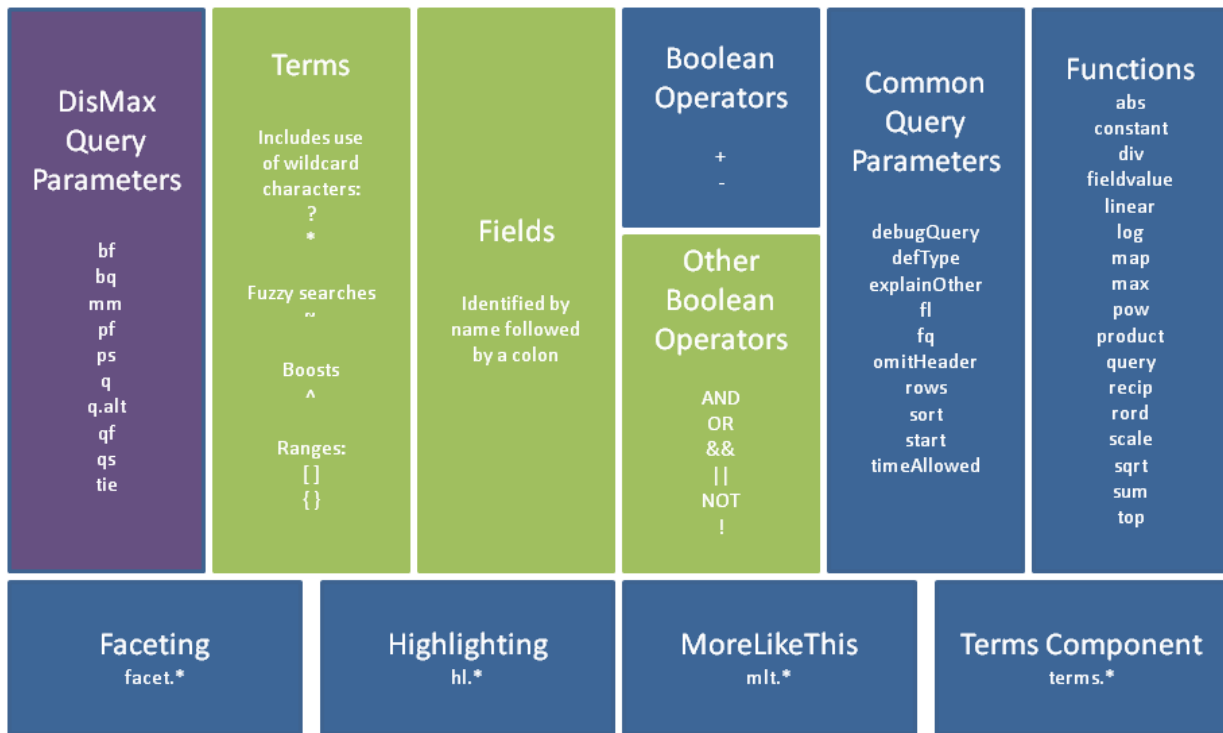 DisMax
Query
Parameters
bf
bq
mm
pf
ps
q
q.alt
qf
qs
tie
Terms
Includes use
of wildcard
characters:
?
*
Fuzzy searches
~
Boosts
^
Ranges:
[ ]
{ }
Fields
Identified by
name followed
by a colon
Boolean
Operators
+
-
Other
Boolean
Operators
AND
OR
&&
||
NOT
!
Common
Query
Parameters
debugQuery
defType
explainOther
fl
fq
omitHeader
rows
sort
start
timeAllowed
Functions
abs
constant
div
fieldvalue
linear
log
map
max
pow
product
query
recip
rord
scale
sqrt
sum
top
Faceting
facet.*
Highlighting
hl.*
MoreLikeThis
mlt.*
Terms Component
terms.*